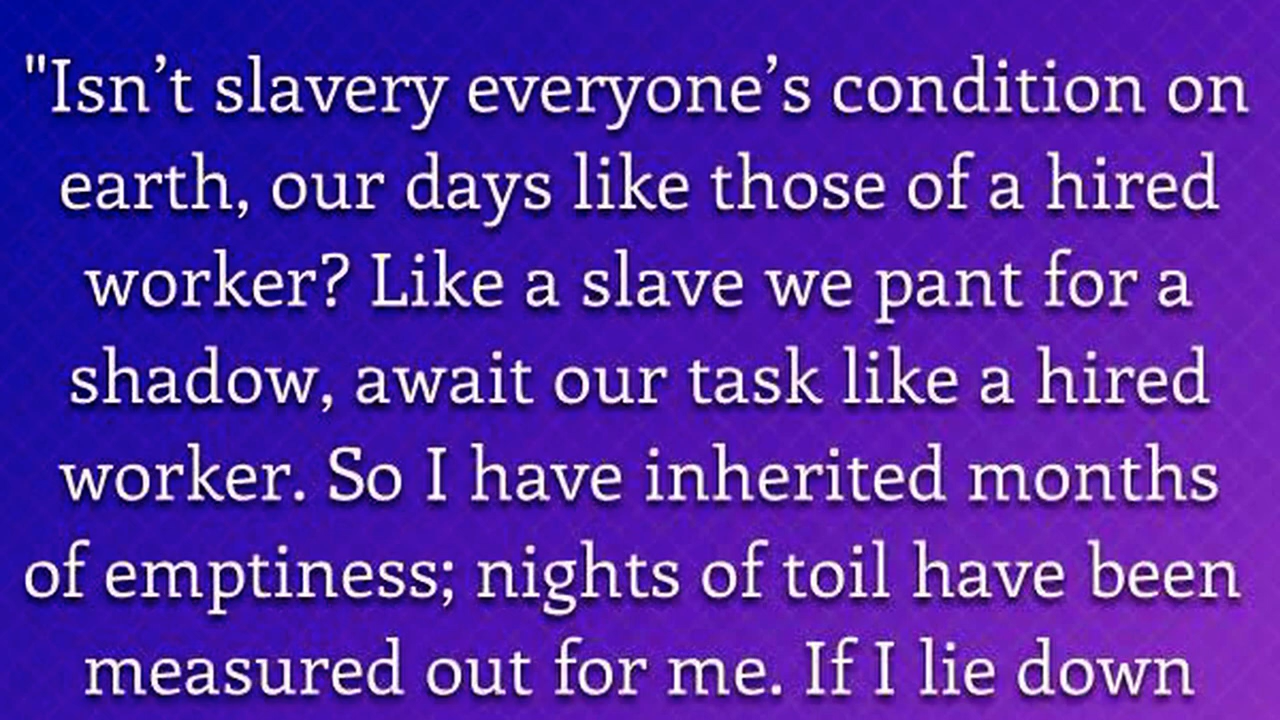 "Isn’t slavery everyone’s condition on
earth, our days like those of a hired
worker? Like a slave we pant for a
shadow, await our task like a hired
worker. So I have inherited months
of emptiness; nights of toil have been
measured out for me. If I lie down